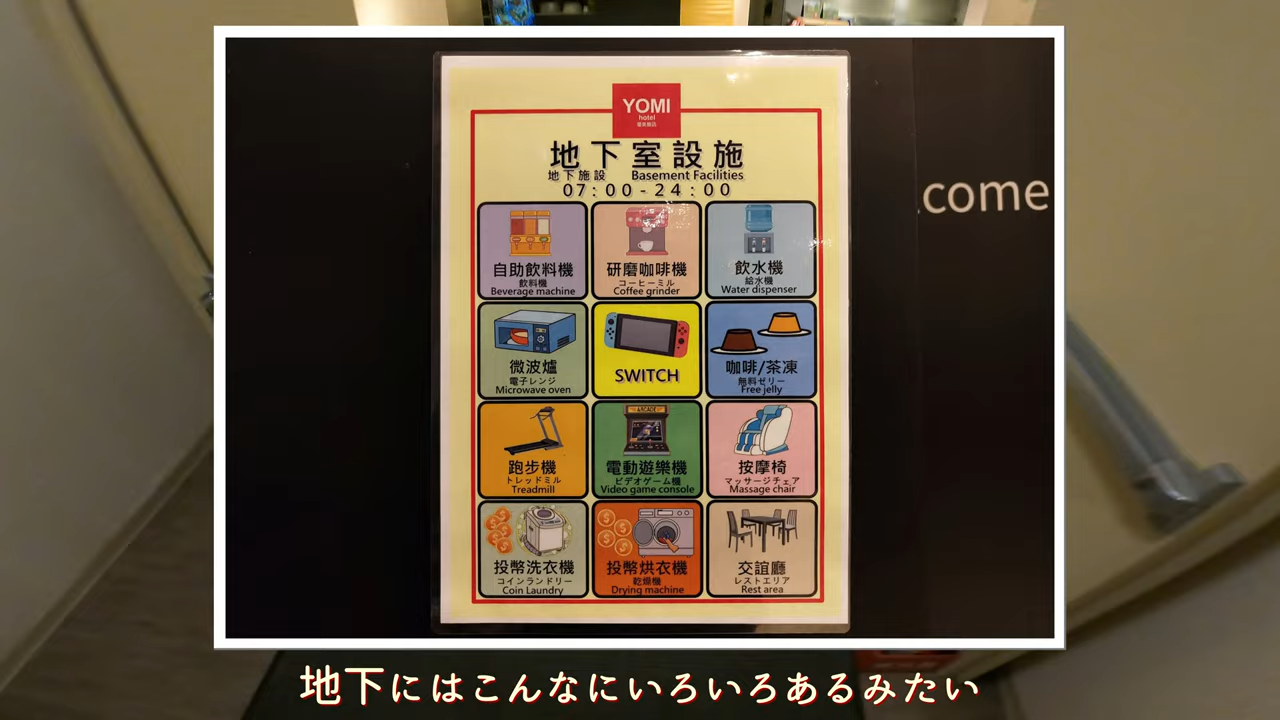 YOMI
hotel
地下室設施
地下施設 Basement Facilities
07:00-24:00
come
自助飲料機
飲料機
Beverage machine
研磨咖啡機
コーヒーミル
Coffee grinder
飲水機
給水機
Water dispenser
微波爐
電子レンジ
Microwave oven
SWITCH
咖啡/茶凍
無料ゼリー
Free jelly
跑步機
トレッドミル
Treadmill
ARCADE
電動遊樂機
ビデオゲーム機
Video game console
按摩椅
マッサージチェア
Massage chair
投幣洗衣機
コインランドリー
Coin Laundry
投幣烘衣機
乾燥機
Drying machine
交誼廳
レストエリア
Rest area
地下にはこんなにいろいろあるみたい